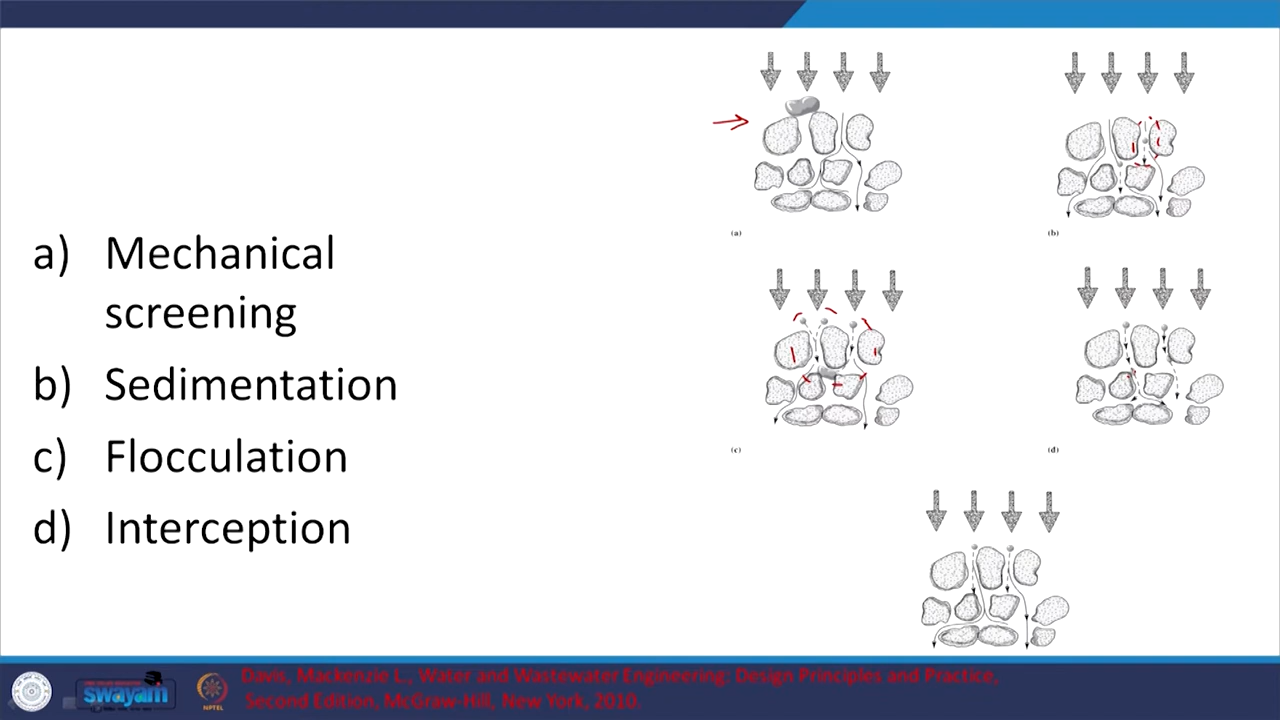 a) Mechanical
screening
b) Sedimentation
c) Flocculation
d) Interception
(a)
(b)
(c)
(d)
swayam
NPTEL
Davis, Mackenzie L., Water and Wastewater Engineering: Design Principles and Practice,
Second Edition, McGraw-Hill, New York, 2010.